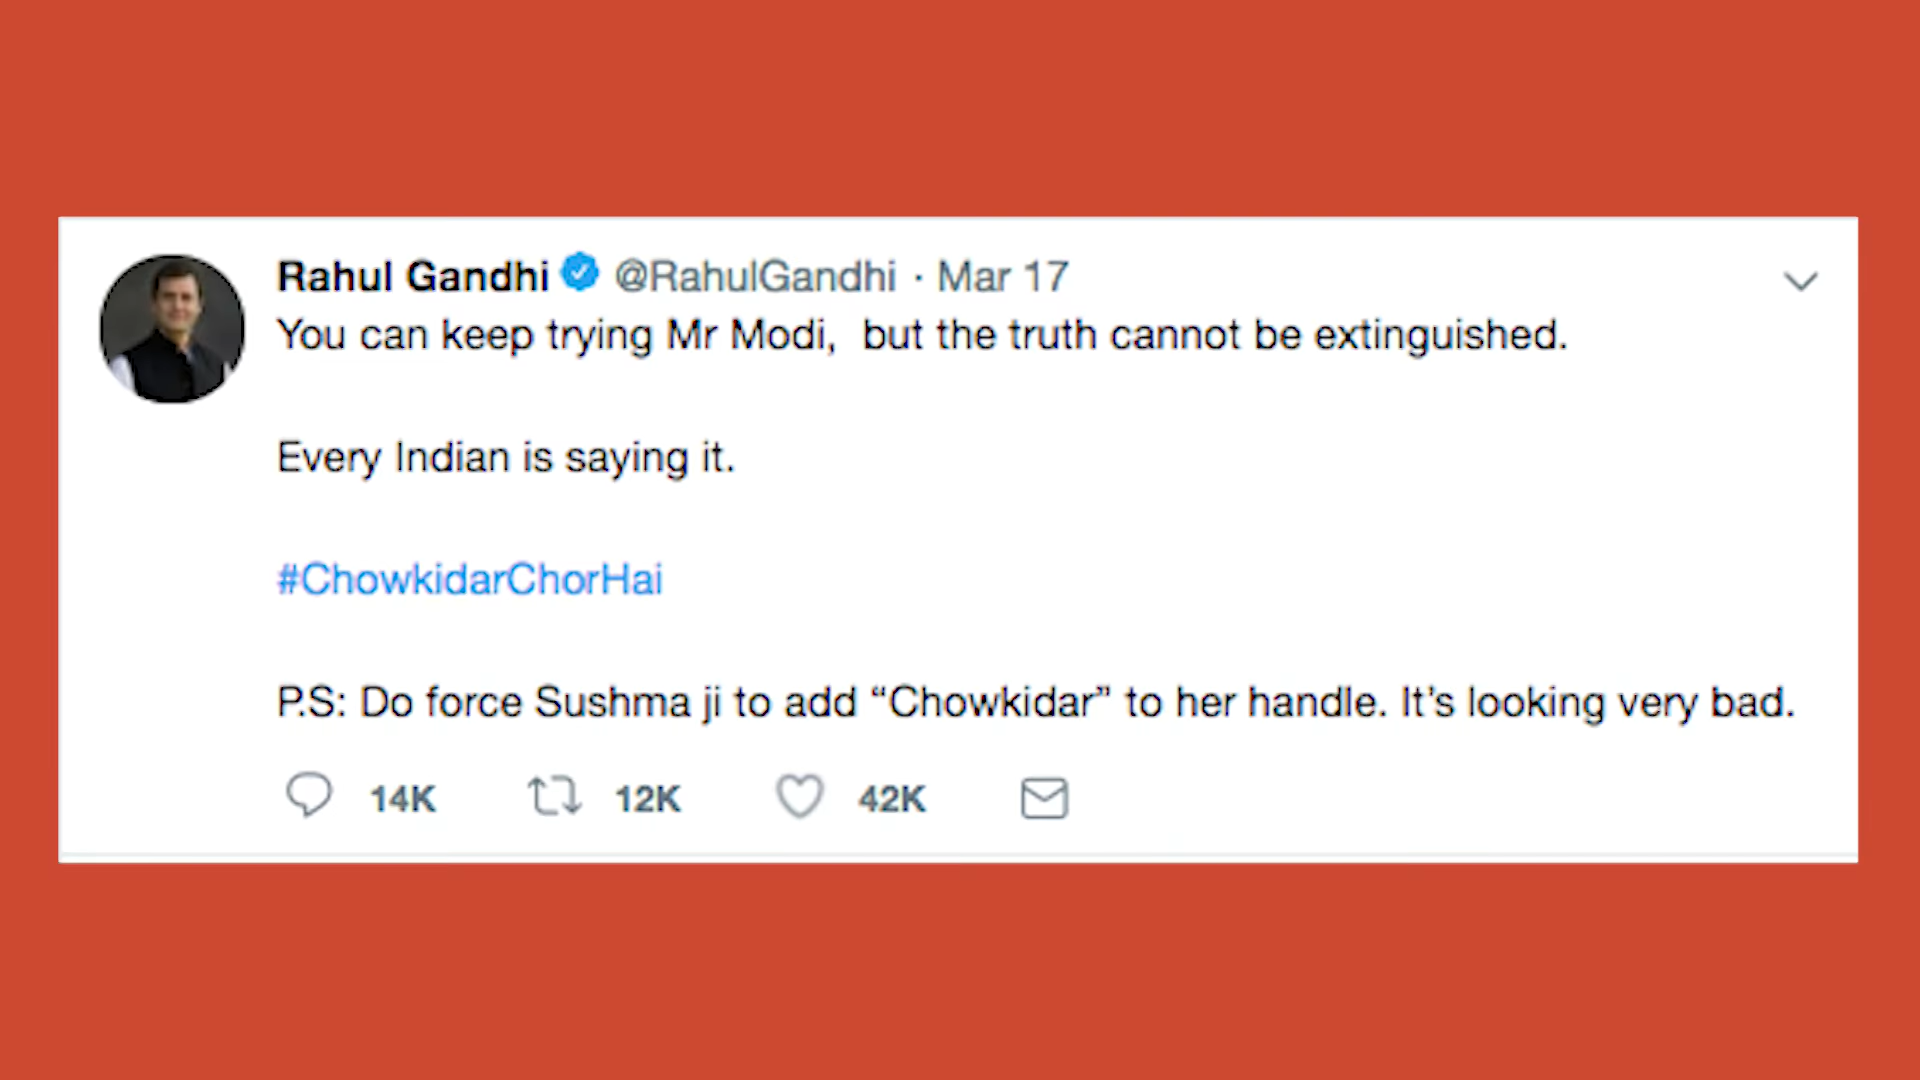 Rahul Gandhi @RahulGandhi · Mar 17
You can keep trying Mr Modi,  but the truth cannot be extinguished.
Every Indian is saying it.
#ChowkidarChorHai
P.S: Do force Sushma ji to add “Chowkidar” to her handle. It’s looking very bad.
14K 12K 42K